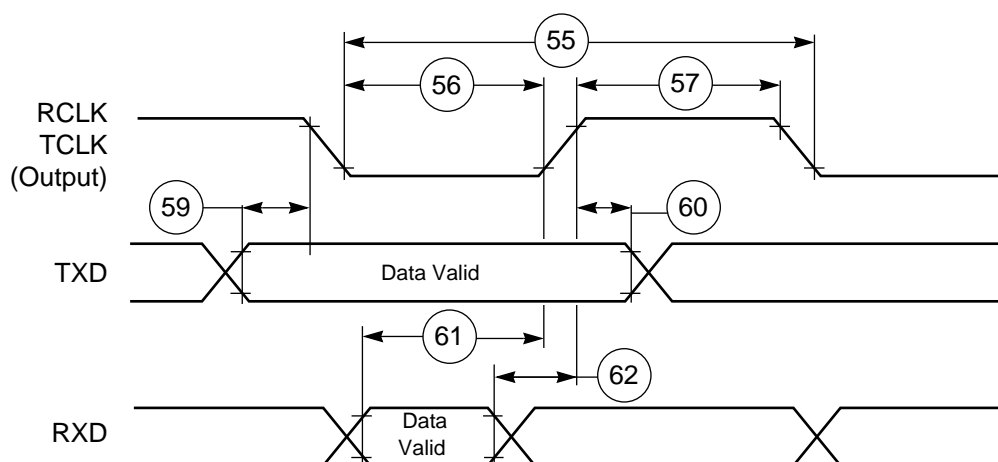 55
56
57
RCLK
TCLK
(Output)
59
60
TXD
Data Valid
61
62
RXD
Data
Valid